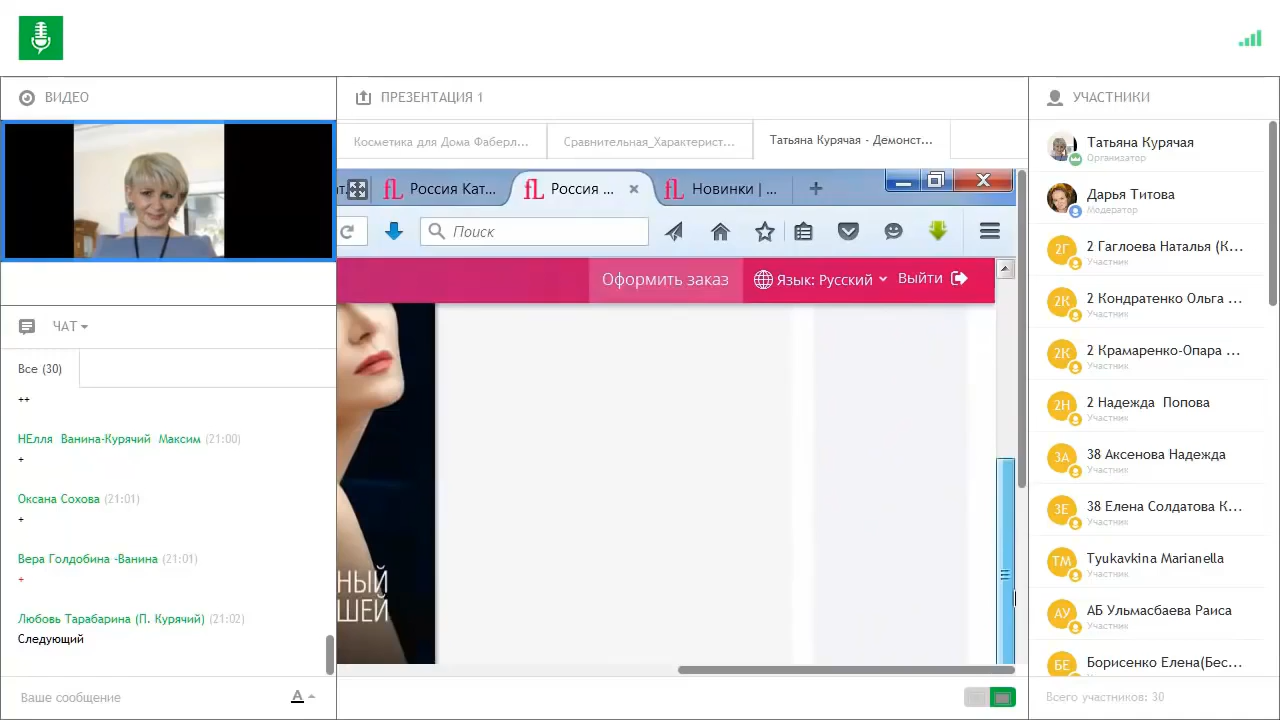 ВИДЕО
ПРЕЗЕНТАЦИЯ 1
УЧАСТНИКИ
Косметика для Дома Фаберл...
Сравнительная_Характерист...
Татьяна Курячая - Демонст...
Россия Кат...
Россия ...
Новинки | ...
Поиск
Оформить заказ
Язык: Русский
Выйти
НЫЙ
ШЕЙ
ЧАТ
Все (30)
++
НЕлля Ванина-Курячий Максим (21:00)
+
Оксана Сохова (21:01)
+
Вера Голдобина -Ванина (21:01)
+
Любовь Тарабарина (П. Курячий) (21:02)
Следующий
Ваше сообщение
A
Татьяна Курячая
Организатор
Дарья Титова
Модератор
2Г
2 Гаглоева Наталья (К...
Участник
2К
2 Кондратенко Ольга ...
Участник
2К
2 Крамаренко-Опара ...
Участник
2Н
2 Надежда Попова
Участник
3А
38 Аксенова Надежда
Участник
3Е
38 Елена Солдатова К...
Участник
TM
Tyukavkina Marianella
Участник
АУ
АБ Ульмасбаева Раиса
Участник
БЕ
Борисенко Елена(Бес...
Всего участников: 30